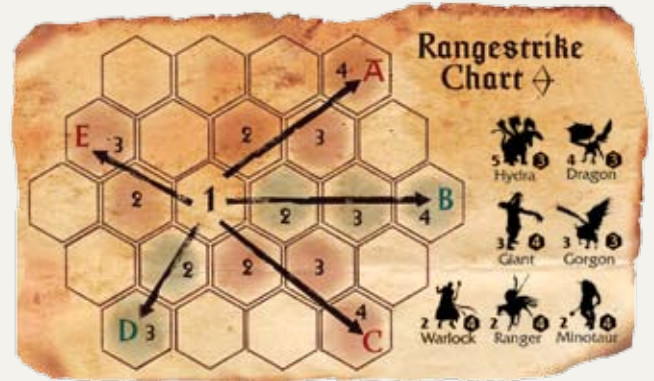 Rangestrike
Chart
4 A
E 3 2 3
2 1 2 3 4 B
2 2 3
D 3 4 C
5 3 4 3
Hydra Dragon
3 4 3 3
Giant Gorgon
2 4 2 4 2 4
Warlock Ranger Minotaur